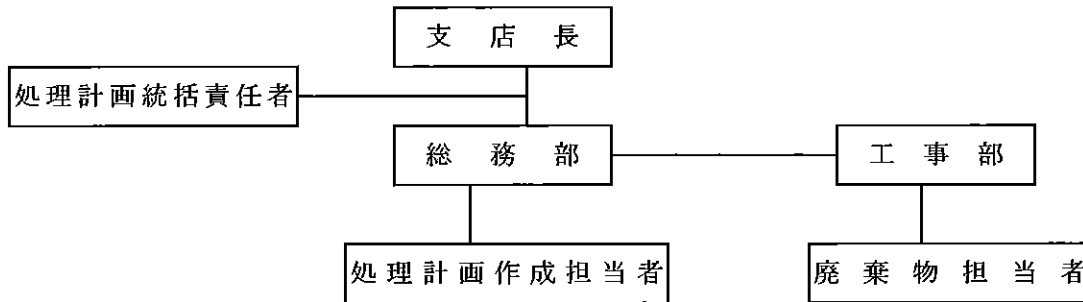 支店長
処理計画統括責任者
総務部
工事部
処理計画作成担当者
廃棄物担当者